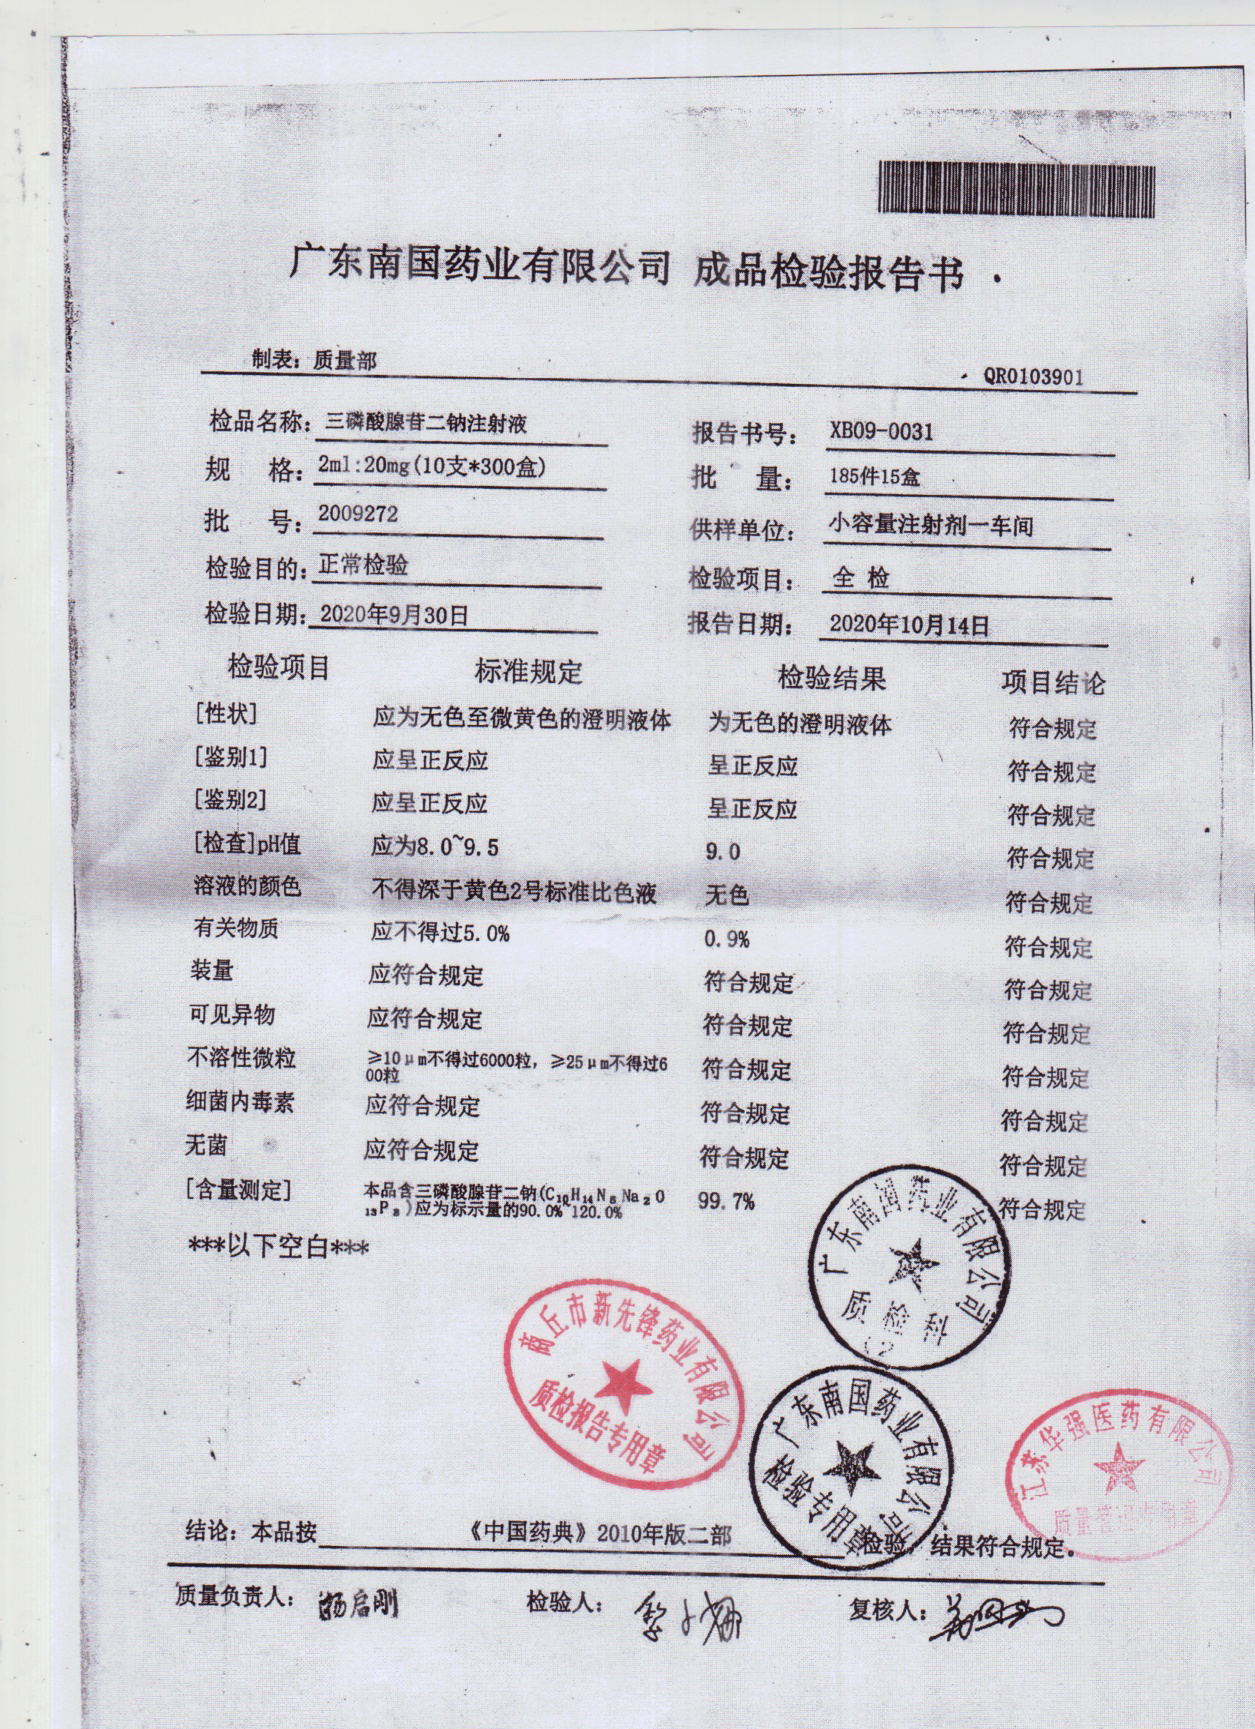 广东南国药业有限公司 成品检验报告书
制表：质量部
QR0103901
检品名称：三磷酸腺苷二钠注射液 报告书号：XB09-0031
规 格：2ml:20mg(10支*300盒) 批 量：185件15盒
批 号：2009272 供样单位：小容量注射剂一车间
检验目的：正常检验 检验项目：全 检
检验日期：2020年9月30日 报告日期：2020年10月14日
检验项目 标准规定 检验结果 项目结论
[性状] 应为无色至微黄色的澄明液体 为无色的澄明液体 符合规定
[鉴别1] 应呈正反应 呈正反应 符合规定
[鉴别2] 应呈正反应 呈正反应 符合规定
[检查]pH值 应为8.0~9.5 9.0 符合规定
溶液的颜色 不得深于黄色2号标准比色液 无色 符合规定
有关物质 应不得过5.0% 0.9% 符合规定
装量 应符合规定 符合规定 符合规定
可见异物 应符合规定 符合规定 符合规定
不溶性微粒 ≥10μm不得过6000粒，≥25μm不得过6
00粒 符合规定 符合规定
细菌内毒素 应符合规定 符合规定 符合规定
无菌 应符合规定 符合规定 符合规定
[含量测定] 本品含三磷酸腺苷二钠(C₁₀H₁₄N₅Na₂O
₁₃P₃)应为标示量的90.0%~120.0% 99.7% 符合规定
***以下空白***
广东南国药业有限公司
质检科
(2)
商丘市新先锋药业有限公司
质检报告专用章
广东南国药业有限公司
检验专用章
江苏华强医药有限公司
质量管理专用章
结论：本品按 《中国药典》2010年版二部 检验，结果符合规定。
质量负责人： 检验人： 复核人：